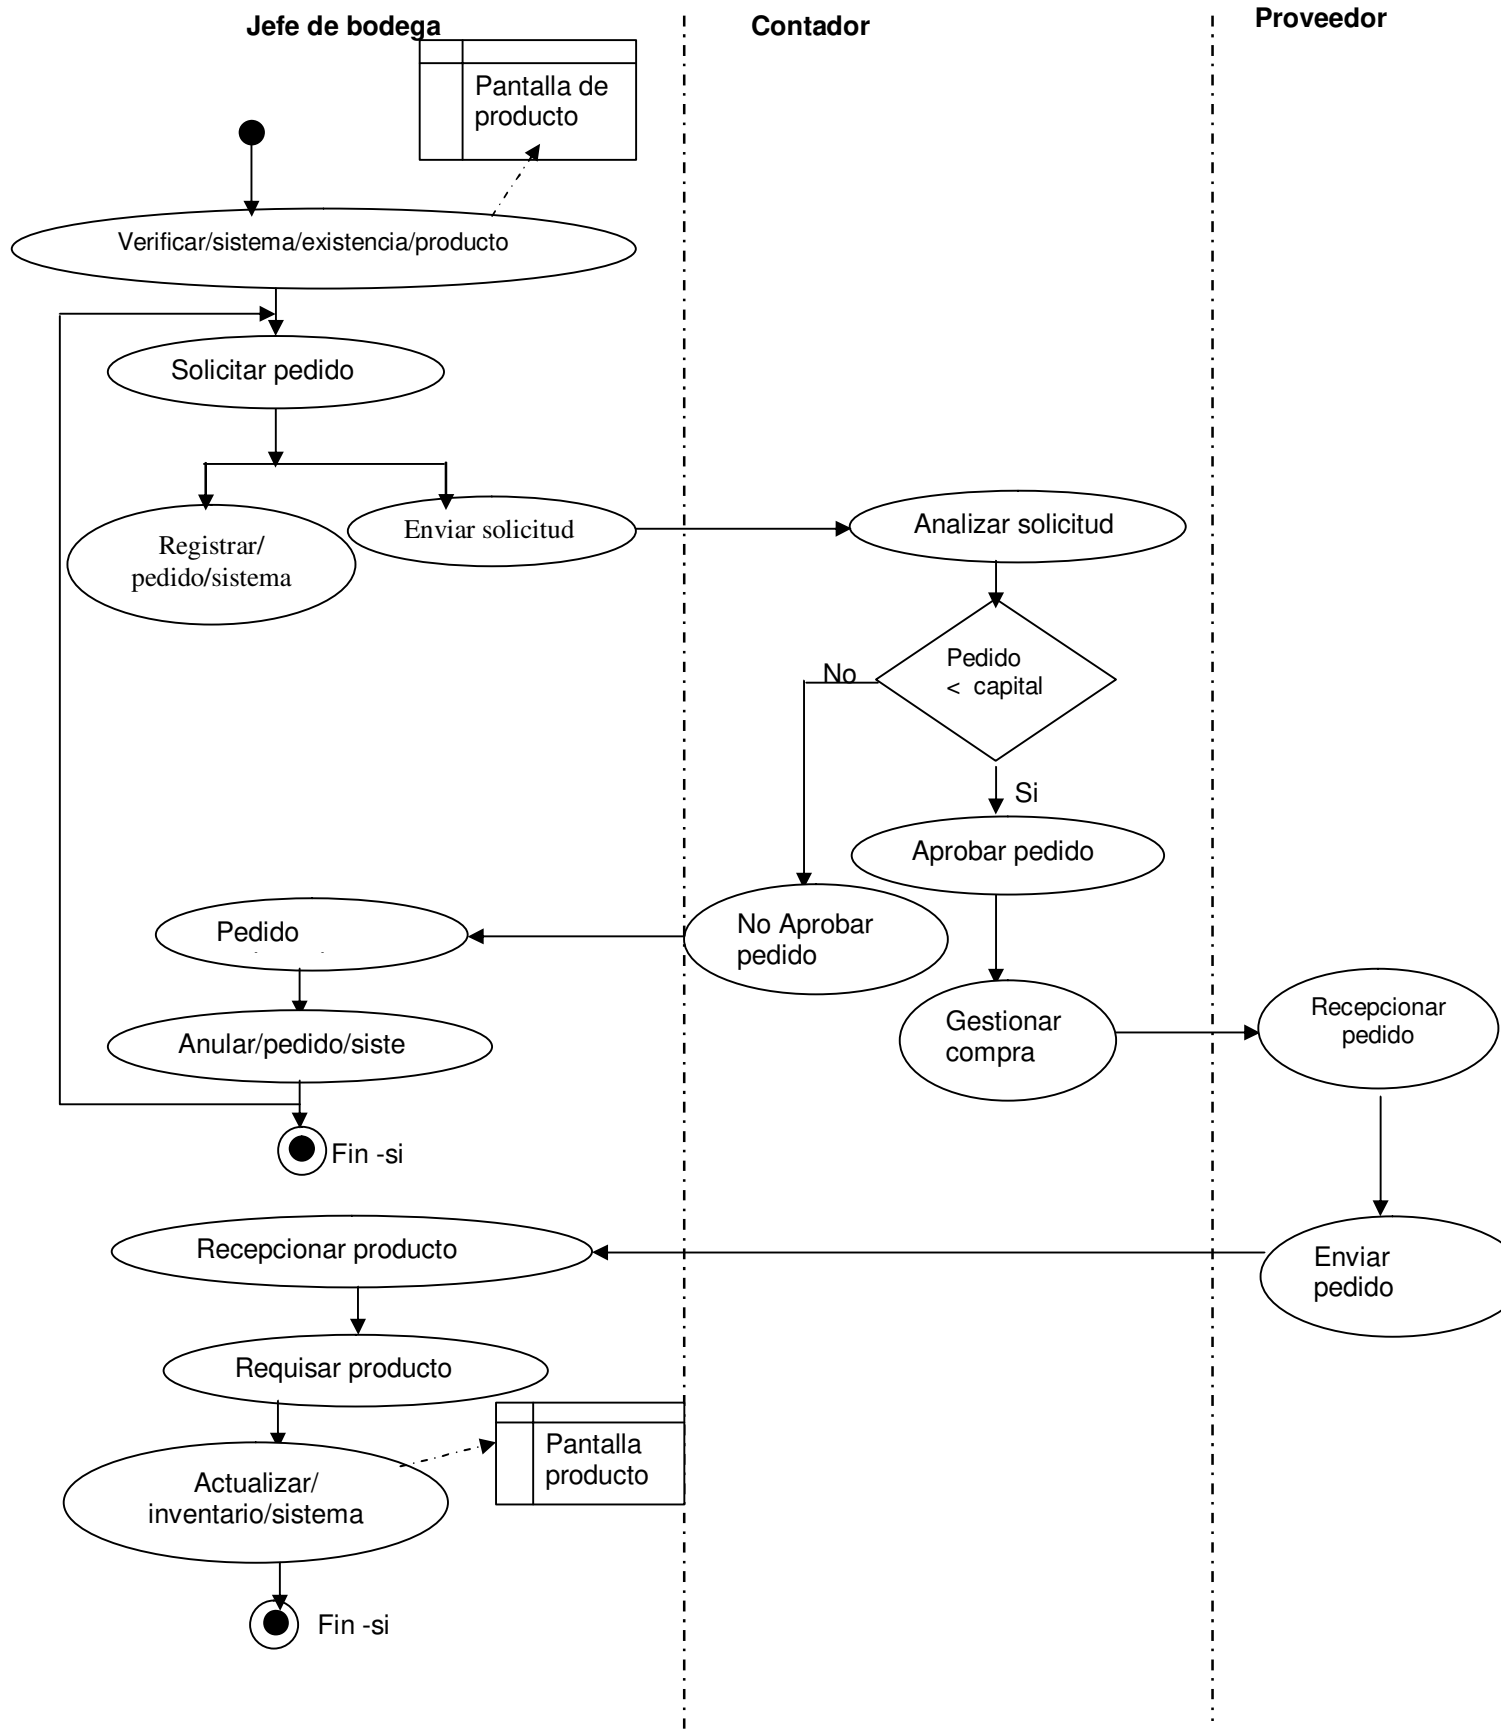 Jefe de bodega
Contador
Proveedor
Pantalla de
producto
Verificar/sistema/existencia/producto
Solicitar pedido
Registrar/
pedido/sistema
Enviar solicitud
Analizar solicitud
Pedido
< capital
No
Si
Aprobar pedido
No Aprobar
pedido
Pedido
Anular/pedido/siste
Gestionar
compra
Recepcionar
pedido
Fin -si
Enviar
pedido
Recepcionar producto
Requisar producto
Pantalla
producto
Actualizar/
inventario/sistema
Fin -si